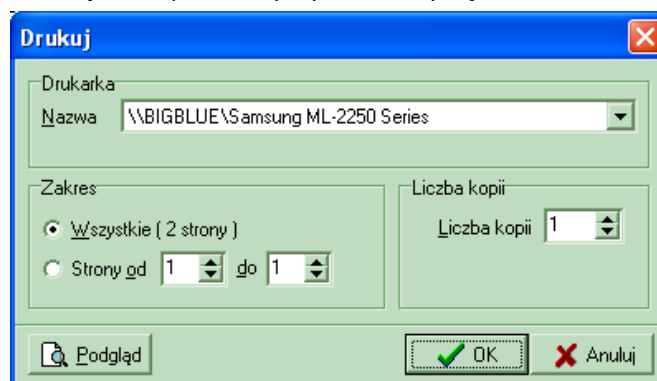 Drukuj
Drukarka
Nazwa \\BIGBLUE\Samsung ML-2250 Series
Zakres
Wszystkie ( 2 strony )
Strony od 1 do 1
Liczba kopii
Liczba kopii 1
Podgląd
OK
Anuluj